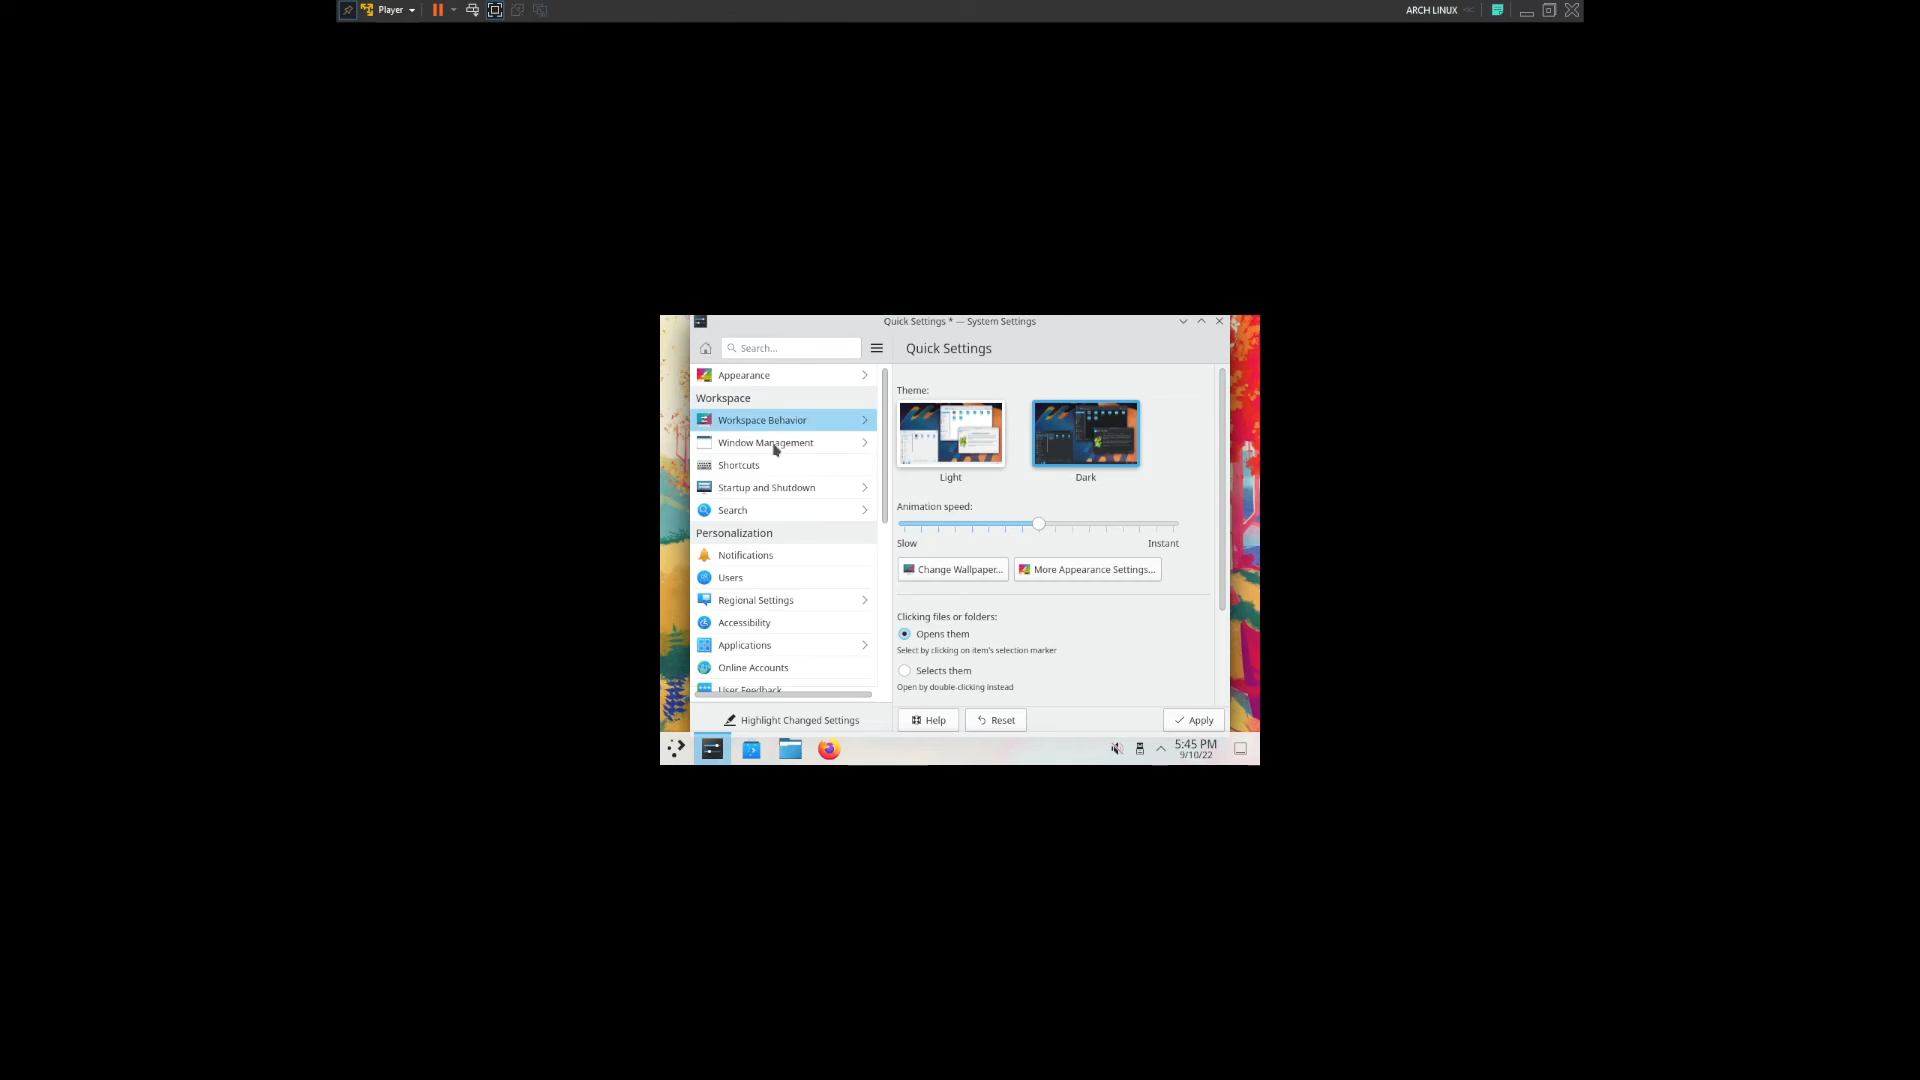 Player
ARCH LINUX
Quick Settings * — System Settings
Search...
Quick Settings
Appearance
Workspace
Workspace Behavior
Window Management
Shortcuts
Startup and Shutdown
Search
Personalization
Notifications
Users
Regional Settings
Accessibility
Applications
Online Accounts
User Feedback
Highlight Changed Settings
Theme:
Light
Dark
Animation speed:
Slow
Instant
Change Wallpaper...
More Appearance Settings...
Clicking files or folders:
Opens them
Select by clicking on item's selection marker
Selects them
Open by double-clicking instead
Help
Reset
Apply
5:45 PM
9/10/22